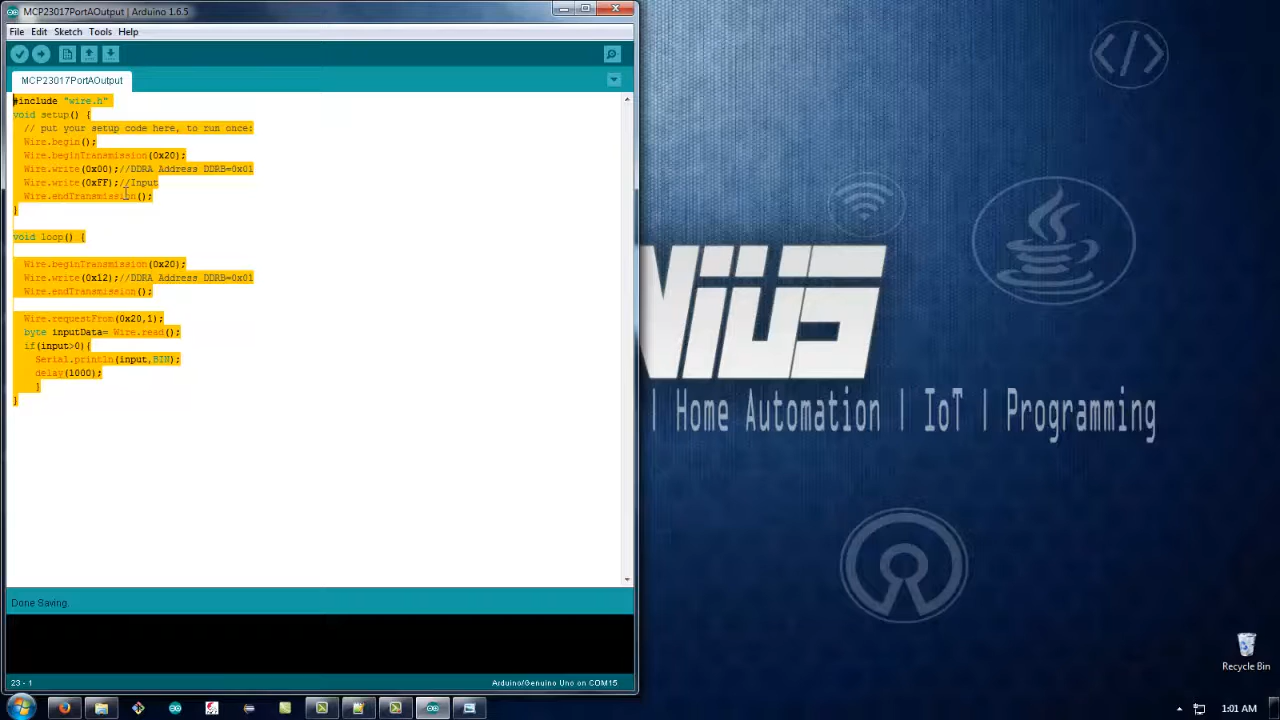 MCP23017PortAOutput | Arduino 1.6.5
File Edit Sketch Tools Help
MCP23017PortAOutput
#include "wire.h"
void setup() {
// put your setup code here, to run once:
Wire.begin();
Wire.beginTransmission(0x20);
Wire.write(0x00);//DDRA Address DDRB=0x01
Wire.write(0xFF);//Input
Wire.endTransmission();
}
void loop() {
Wire.beginTransmission(0x20);
Wire.write(0x12);//DDRA Address DDRB=0x01
Wire.endTransmission();
Wire.requestFrom(0x20,1);
byte inputData= Wire.read();
if(input>0){
Serial.println(input,BIN);
delay(1000);
}
}
Done Saving.
23 - 1
Arduino/Genuino Uno on COM15
| Home Automation | IoT | Programming
</>
Recycle Bin
1:01 AM